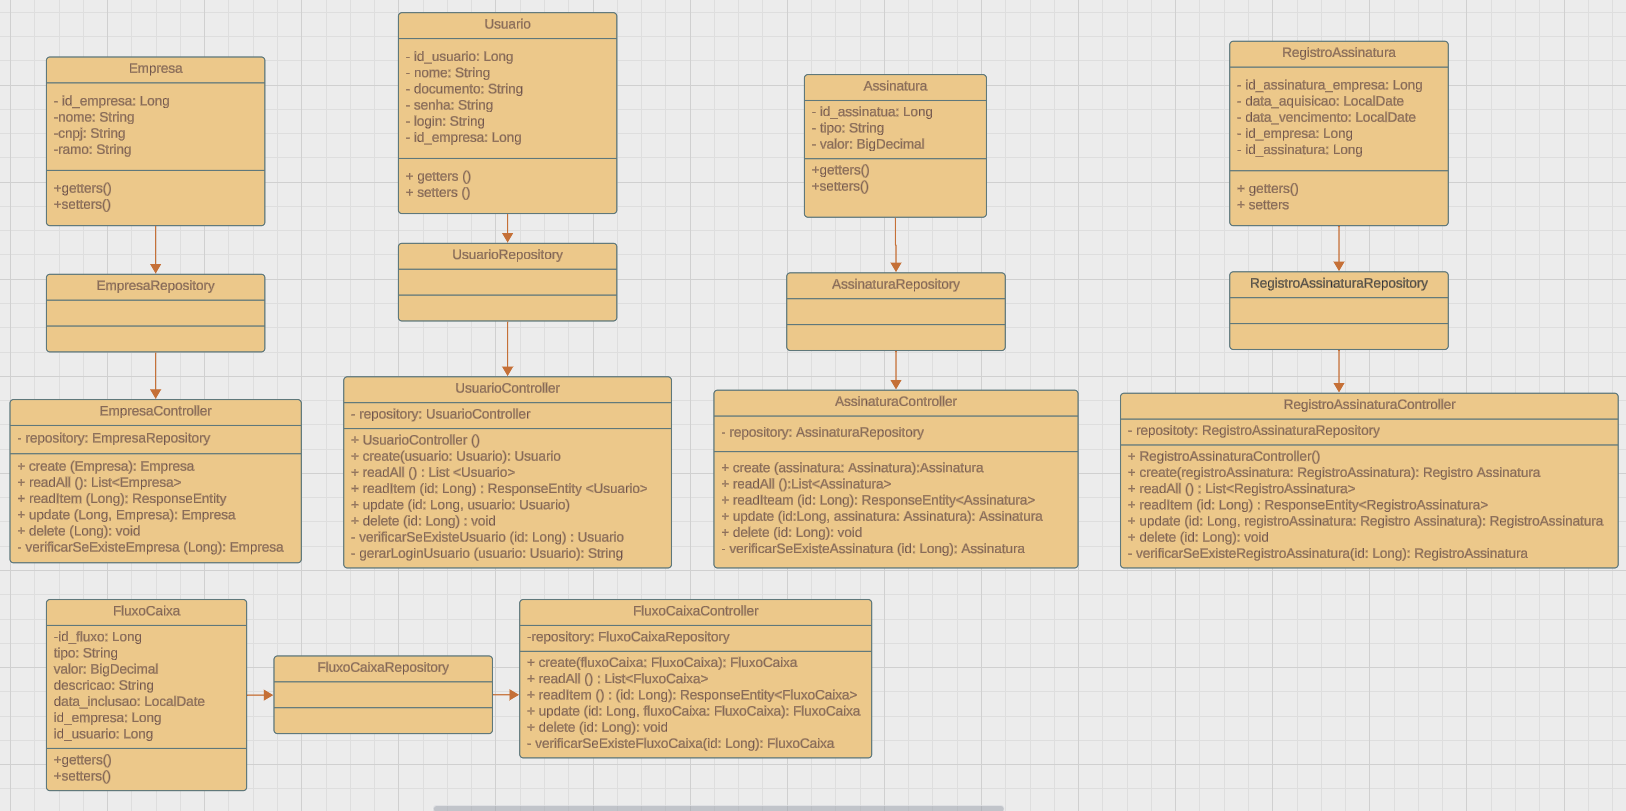 Empresa
- id_empresa: Long
-nome: String
-cnpj: String
-ramo: String
+getters()
+setters()
EmpresaRepository
EmpresaController
- repository: EmpresaRepository
+ create (Empresa): Empresa
+ readAll (): List<Empresa>
+ readItem (Long): ResponseEntity
+ update (Long, Empresa): Empresa
+ delete (Long): void
- verificarSeExisteEmpresa (Long): Empresa
Usuario
- id_usuario: Long
- nome: String
- documento: String
- senha: String
- login: String
- id_empresa: Long
+ getters ()
+ setters ()
UsuarioRepository
UsuarioController
- repository: UsuarioController
+ UsuarioController ()
+ create(usuario: Usuario): Usuario
+ readAll () : List <Usuario>
+ readItem (id: Long) : ResponseEntity <Usuario>
+ update (id: Long, usuario: Usuario)
+ delete (id: Long) : void
- verificarSeExisteUsuario (id: Long) : Usuario
- gerarLoginUsuario (usuario: Usuario): String
Assinatura
- id_assinatua: Long
- tipo: String
- valor: BigDecimal
+getters()
+setters()
AssinaturaRepository
AssinaturaController
- repository: AssinaturaRepository
+ create (assinatura: Assinatura):Assinatura
+ readAll ():List<Assinatura>
+ readIteam (id: Long): ResponseEntity<Assinatura>
+ update (id:Long, assinatura: Assinatura): Assinatura
+ delete (id: Long): void
- verificarSeExisteAssinatura (id: Long): Assinatura
RegistroAssinatura
- id_assinatura_empresa: Long
- data_aquisicao: LocalDate
- data_vencimento: LocalDate
- id_empresa: Long
- id_assinatura: Long
+ getters()
+ setters
RegistroAssinaturaRepository
RegistroAssinaturaController
- repositoty: RegistroAssinaturaRepository
+ RegistroAssinaturaController()
+ create(registroAssinatura: RegistroAssinatura): Registro Assinatura
+ readAll () : List<RegistroAssinatura>
+ readItem (id: Long) : ResponseEntity<RegistroAssinatura>
+ update (id: Long, registroAssinatura: Registro Assinatura): RegistroAssinatura
+ delete (id: Long): void
- verificarSeExisteRegistroAssinatura(id: Long): RegistroAssinatura
FluxoCaixa
-id_fluxo: Long
tipo: String
valor: BigDecimal
descricao: String
data_inclusao: LocalDate
id_empresa: Long
id_usuario: Long
+getters()
+setters()
FluxoCaixaRepository
FluxoCaixaController
-repository: FluxoCaixaRepository
+ create(fluxoCaixa: FluxoCaixa): FluxoCaixa
+ readAll () : List<FluxoCaixa>
+ readItem () : (id: Long): ResponseEntity<FluxoCaixa>
+ update (id: Long, fluxoCaixa: FluxoCaixa): FluxoCaixa
+ delete (id: Long): void
- verificarSeExisteFluxoCaixa(id: Long): FluxoCaixa